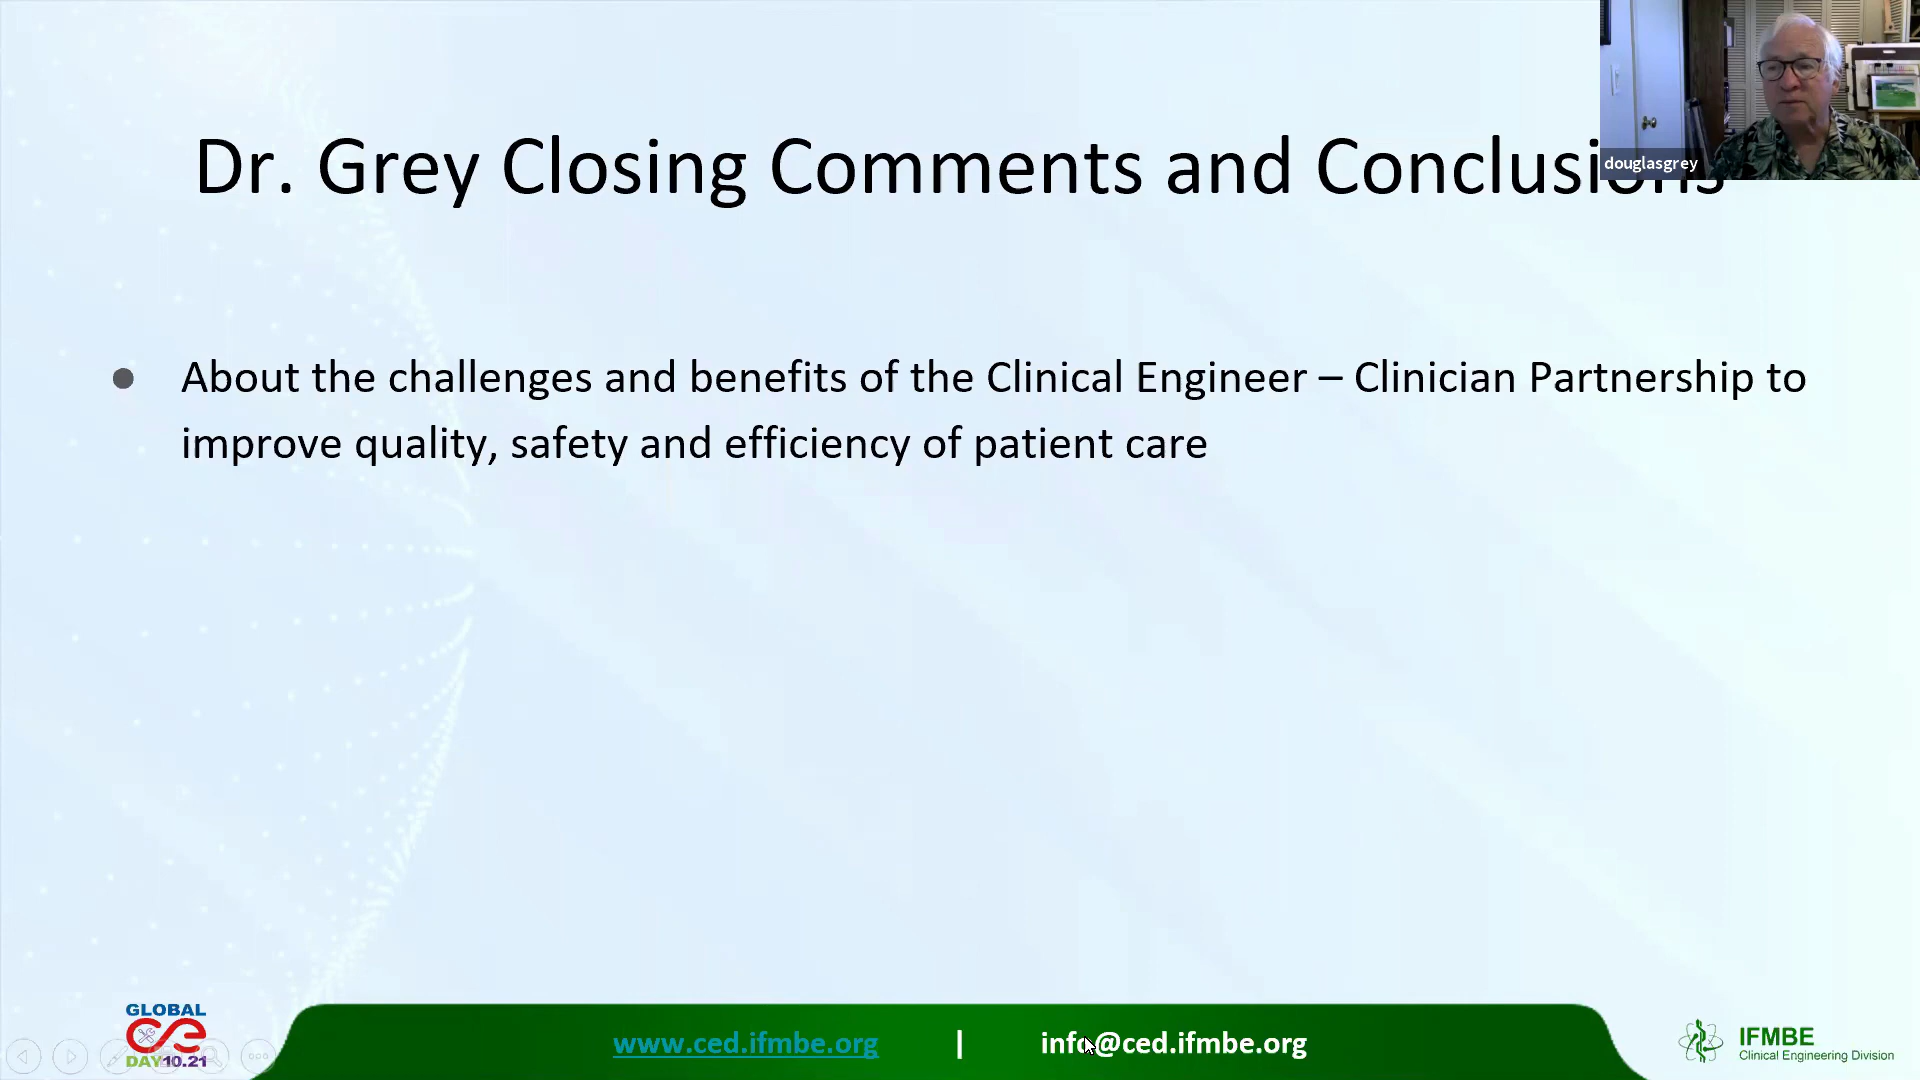 Dr. Grey Closing Comments and Conclusions
douglasgrey
● About the challenges and benefits of the Clinical Engineer – Clinician Partnership to
improve quality, safety and efficiency of patient care
GLOBAL
CE
DAY10.21
www.ced.ifmbe.org | info@ced.ifmbe.org
IFMBE
Clinical Engineering Division